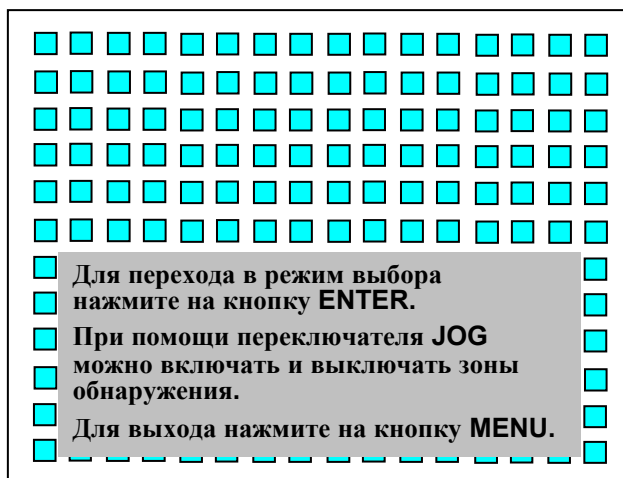 Для перехода в режим выбора
нажмите на кнопку ENTER.
При помощи переключателя JOG
можно включать и выключать зоны
обнаружения.
Для выхода нажмите на кнопку MENU.